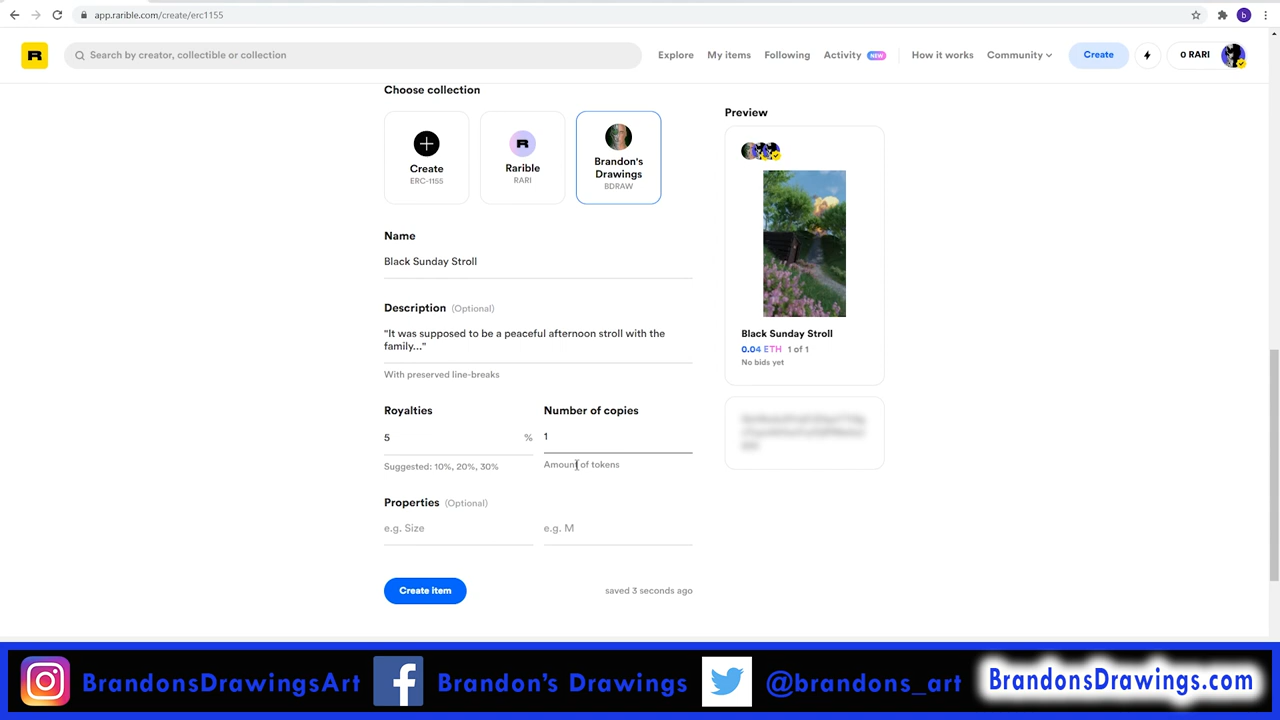 app.rarible.com/create/erc1155
b
R
Search by creator, collectible or collection
Explore
My items
Following
Activity
NEW
How it works
Community
Create
0 RARI
Choose collection
Create
ERC-1155
R
Rarible
RARI
Brandon's
Drawings
BDRAW
Name
Black Sunday Stroll
Description (Optional)
"It was supposed to be a peaceful afternoon stroll with the
family..."
With preserved line-breaks
Royalties
5 %
Suggested: 10%, 20%, 30%
Number of copies
1
Amount of tokens
Properties (Optional)
e.g. Size
e.g. M
Create item
saved 3 seconds ago
Preview
Black Sunday Stroll
0.04 ETH 1 of 1
No bids yet
BrandonsDrawingsArt
Brandon's Drawings
@brandons_art
BrandonsDrawings.com